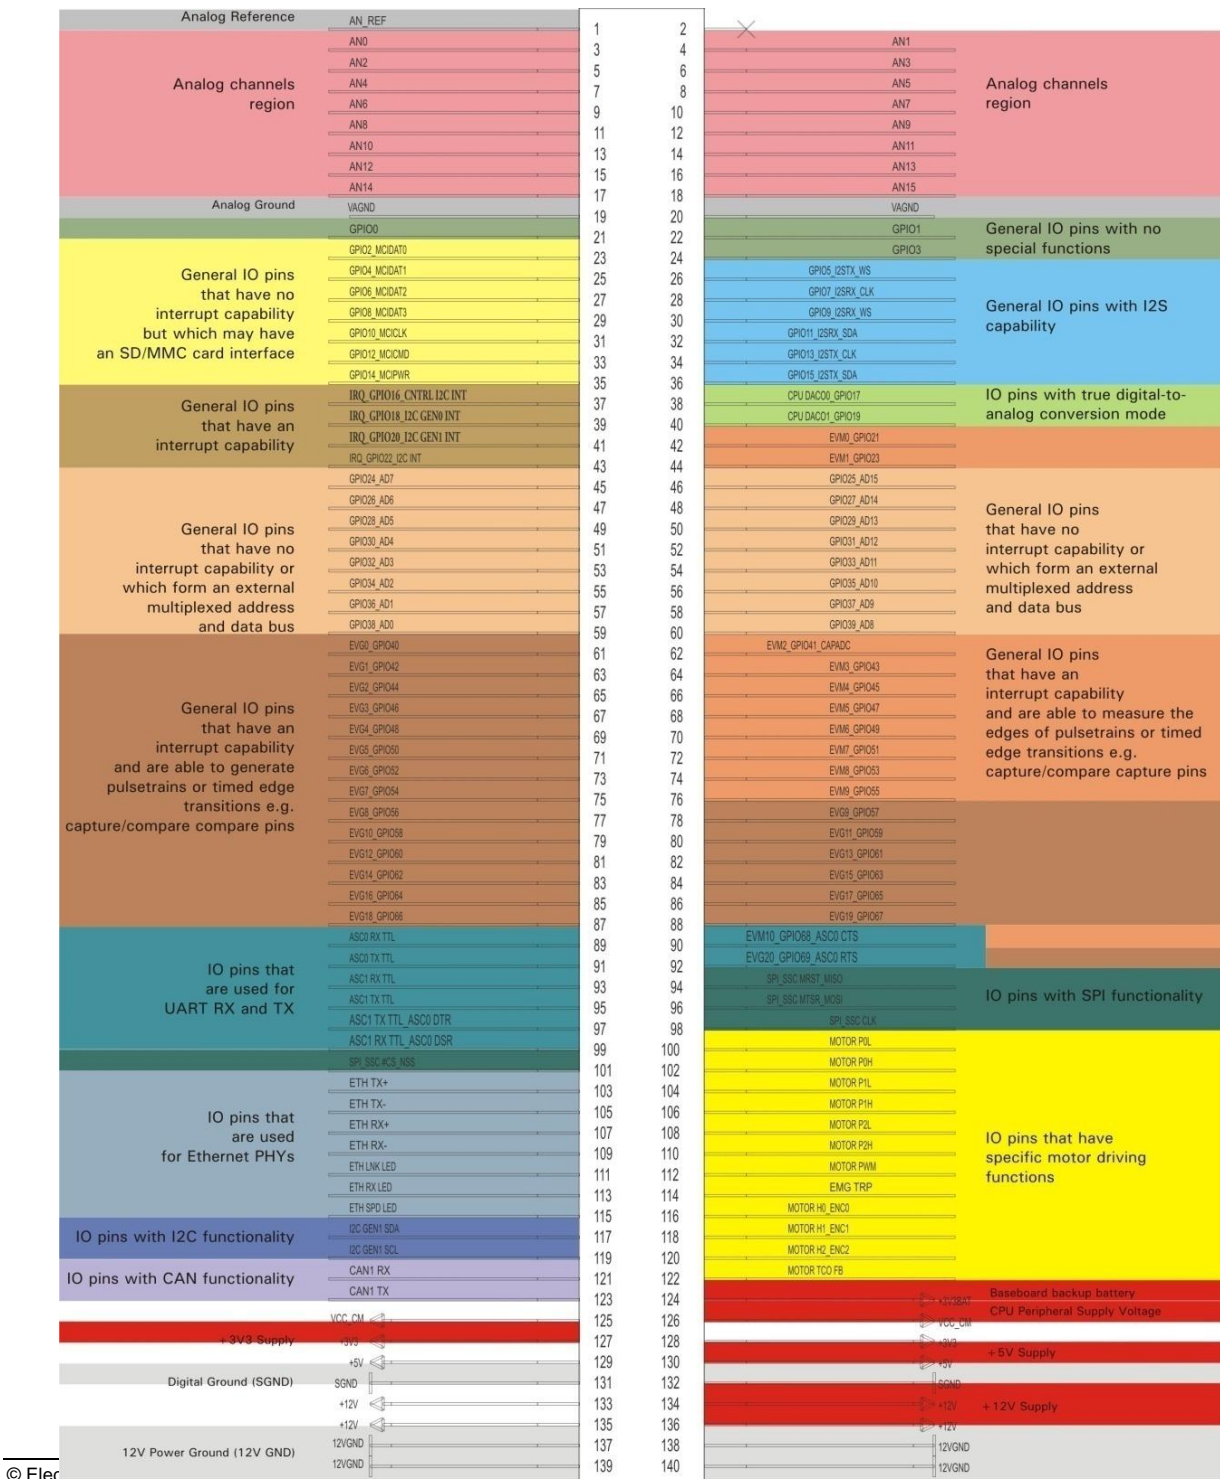 Analog Reference AN_REF 1 2
AN0 3 4 AN1
AN2 5 6 AN3
Analog channels AN4 7 8 AN5 Analog channels
region AN6 9 10 AN7 region
AN8 11 12 AN9
AN10 13 14 AN11
AN12 15 16 AN13
AN14 17 18 AN15
Analog Ground VAGND 19 20 VAGND
GPIO0 21 22 GPIO1 General IO pins with no
GPIO2_MCIDAT0 23 24 GPIO3 special functions
General IO pins GPIO4_MCIDAT1 25 26 GPIO5_I2STX_WS
that have no GPIO6_MCIDAT2 27 28 GPIO7_I2SRX_CLK
interrupt capability GPIO8_MCIDAT3 29 30 GPIO9_I2SRX_WS General IO pins with I2S
but which may have GPIO10_MCICLK 31 32 GPIO11_I2SRX_SDA capability
an SD/MMC card interface GPIO12_MCICMD 33 34 GPIO13_I2STX_CLK
GPIO14_MCIPWR 35 36 GPIO15_I2STX_SDA
General IO pins IRQ_GPIO16_CNTRL I2C INT 37 38 CPU DACO0_GPIO17 IO pins with true digital-to-
that have an IRQ_GPIO18_I2C GEN0 INT 39 40 CPU DACO1_GPIO19 analog conversion mode
interrupt capability IRQ_GPIO20_I2C GEN1 INT 41 42 EVM0_GPIO21
IRQ_GPIO22_I2C INT 43 44 EVM1_GPIO23
GPIO24_AD7 45 46 GPIO25_AD15
GPIO26_AD6 47 48 GPIO27_AD14 General IO pins
General IO pins GPIO28_AD5 49 50 GPIO29_AD13 that have no
that have no GPIO30_AD4 51 52 GPIO31_AD12 interrupt capability or
interrupt capability or GPIO32_AD3 53 54 GPIO33_AD11 which form an external
which form an external GPIO34_AD2 55 56 GPIO35_AD10 multiplexed address
multiplexed address GPIO36_AD1 57 58 GPIO37_AD9 and data bus
and data bus GPIO38_AD0 59 60 GPIO39_AD8
EVG0_GPIO40 61 62 EVM2_GPIO41_CAPADC General IO pins
EVG1_GPIO42 63 64 EVM3_GPIO43 that have an
EVG2_GPIO44 65 66 EVM4_GPIO45 interrupt capability
General IO pins EVG3_GPIO46 67 68 EVM5_GPIO47 and are able to measure the
that have an EVG4_GPIO48 69 70 EVM6_GPIO49 edges of pulsetrains or timed
interrupt capability EVG5_GPIO50 71 72 EVM7_GPIO51 edge transitions e.g.
and are able to generate EVG6_GPIO52 73 74 EVM8_GPIO53 capture/compare capture pins
pulsetrains or timed edge EVG7_GPIO54 75 76 EVM9_GPIO55
transitions e.g. EVG8_GPIO56 77 78 EVG9_GPIO57
capture/compare compare pins EVG10_GPIO58 79 80 EVG11_GPIO59
EVG12_GPIO60 81 82 EVG13_GPIO61
EVG14_GPIO62 83 84 EVG15_GPIO63
EVG16_GPIO64 85 86 EVG17_GPIO65
EVG18_GPIO66 87 88 EVG19_GPIO67
ASC0 RX TTL 89 90 EVM10_GPIO68_ASC0 CTS
ASC0 TX TTL 91 92 EVG20_GPIO69_ASC0 RTS
IO pins that ASC1 RX TTL 93 94 SPI_SSC MRST_MISO
are used for ASC1 TX TTL 95 96 SPI_SSC MTSR_MOSI IO pins with SPI functionality
UART RX and TX ASC1 TX TTL_ASC0 DTR 97 98 SPI_SSC CLK
ASC1 RX TTL_ASC0 DSR 99 100 MOTOR P0L
SPI_SSC #CS_NSS 101 102 MOTOR P0H
ETH TX+ 103 104 MOTOR P1L
ETH TX- 105 106 MOTOR P1H
IO pins that ETH RX+ 107 108 MOTOR P2L
are used ETH RX- 109 110 MOTOR P2H IO pins that have
for Ethernet PHYs ETH LNK LED 111 112 MOTOR PWM specific motor driving
ETH RX LED 113 114 EMG TRP functions
ETH SPD LED 115 116 MOTOR H0_ENC0
IO pins with I2C functionality I2C GEN1 SDA 117 118 MOTOR H1_ENC1
I2C GEN1 SCL 119 120 MOTOR H2_ENC2
IO pins with CAN functionality CAN1 RX 121 122 MOTOR TCO FB
CAN1 TX 123 124 +3V3BAT Baseboard backup battery
VCC_CM 125 126 VCC_CM CPU Peripheral Supply Voltage
+3V3 Supply +3V3 127 128 +3V3
+5V 129 130 +5V +5V Supply
Digital Ground (SGND) SGND 131 132 SGND
+12V 133 134 +12V +12V Supply
+12V 135 136 +12V
12V Power Ground (12V GND) 12VGND 137 138 12VGND
12VGND 139 140 12VGND
© Elec